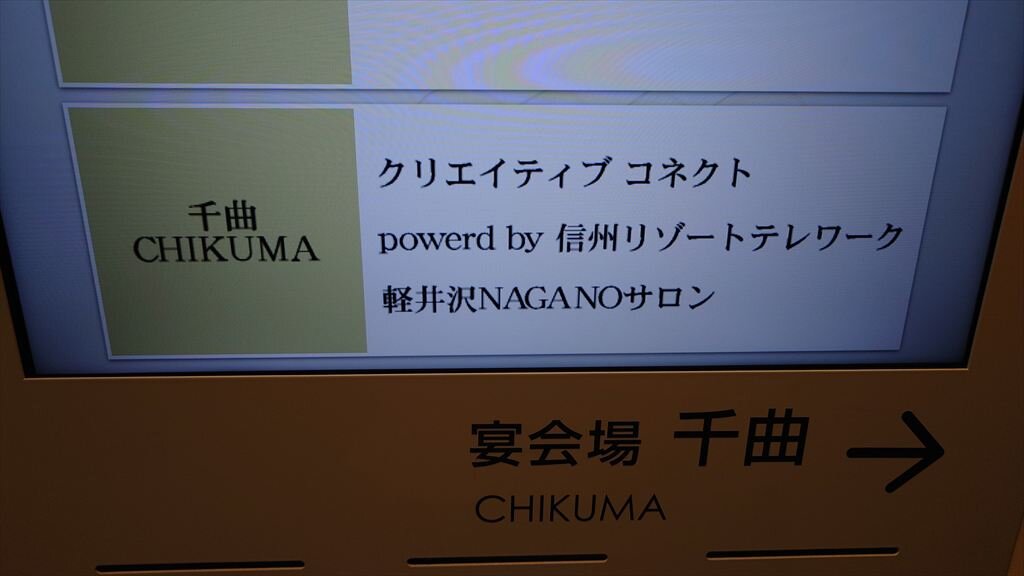 千曲
CHIKUMA
クリエイティブ コネクト
powerd by 信州リゾートテレワーク
軽井沢NAGANOサロン
宴会場 千曲 →
CHIKUMA